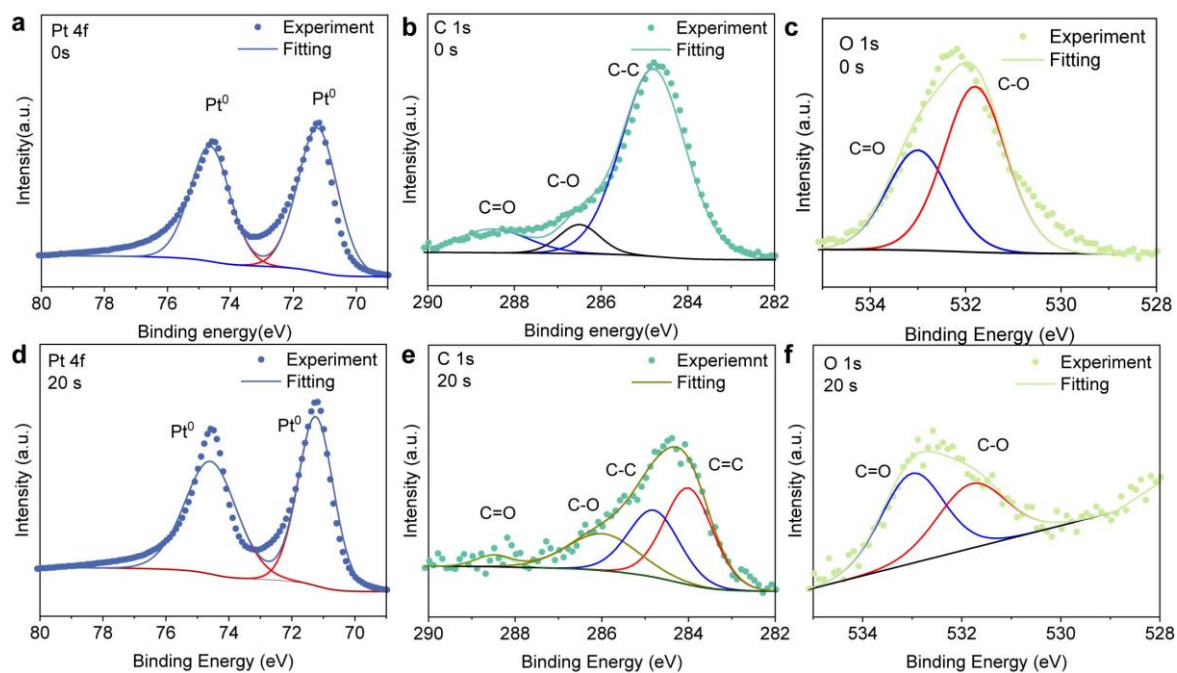 a
Pt 4f
0s
Experiment
Fitting
Pt0
Pt0
Intensity(a.u.)
80 78 76 74 72 70
Binding energy(eV)
b
C 1s
0 s
Experiment
Fitting
C-C
C-O
C=O
Intensity(a.u.)
290 288 286 284 282
Binding energy(eV)
c
O 1s
0 s
Experiment
Fitting
C-O
C=O
Intensity (a.u.)
534 532 530 528
Binding Energy (eV)
d
Pt 4f
20 s
Experiment
Fitting
Pt0
Pt0
Intensity (a.u.)
80 78 76 74 72 70
Binding Energy (eV)
e
C 1s
20 s
Experiemnt
Fitting
C-C
C=C
C-O
C=O
Intensity (a.u.)
290 288 286 284 282
Binding Energy (eV)
f
O 1s
20 s
Experiment
Fitting
C-O
C=O
Intensity (a.u.)
534 532 530 528
Binding Energy (eV)